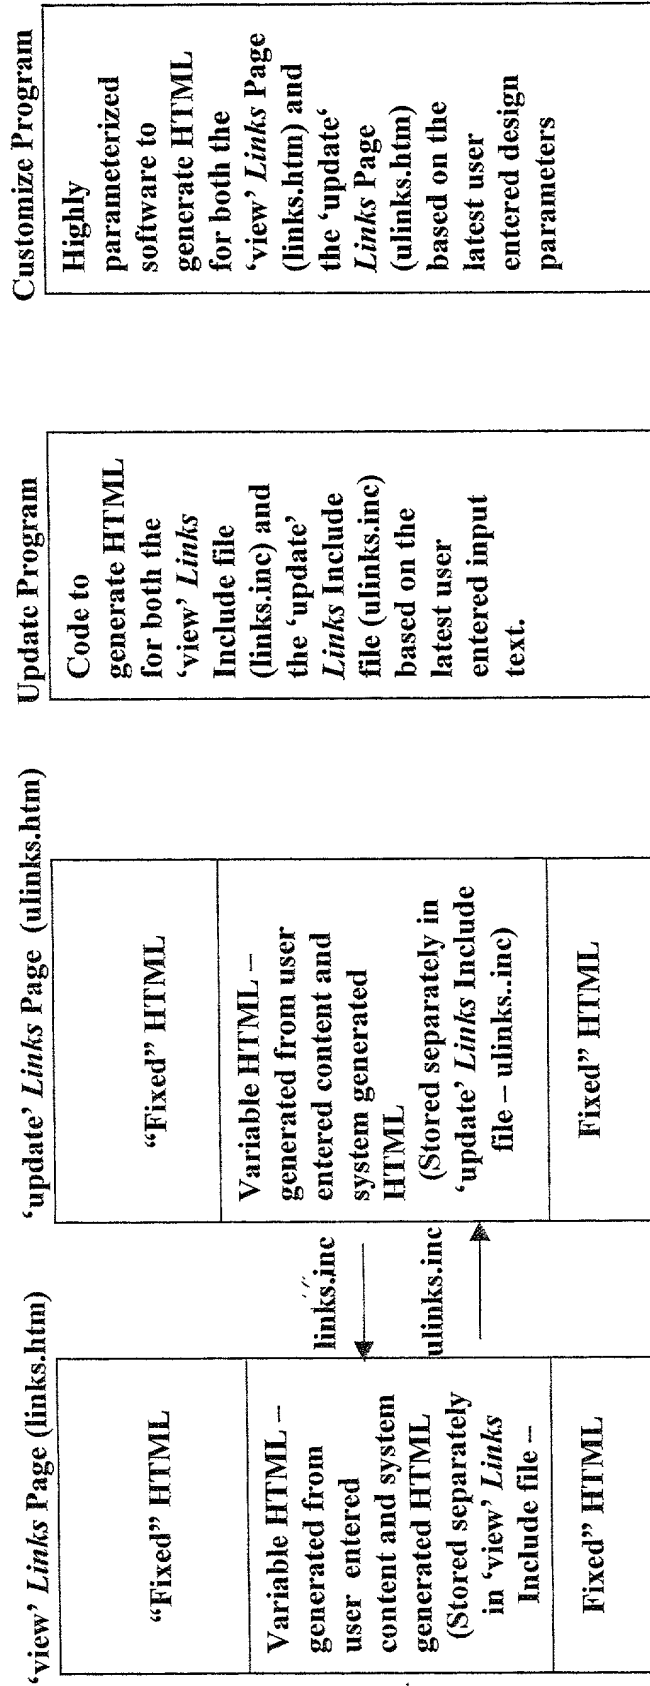 ‘view’ Links Page (links.htm)
“Fixed” HTML
Variable HTML –
generated from
user entered
content and system
generated HTML
(Stored separately
in ‘view’ Links
Include file –
Fixed” HTML
links.inc
ulinks.inc
‘update’ Links Page (ulinks.htm)
“Fixed” HTML
Variable HTML –
generated from user
entered content and
system generated
HTML
(Stored separately in
‘update’ Links Include
file – ulinks..inc)
Fixed” HTML
Update Program
Code to
generate HTML
for both the
‘view’ Links
Include file
(links.inc) and
the ‘update’
Links Include
file (ulinks.inc)
based on the
latest user
entered input
text.
Customize Program
Highly
parameterized
software to
generate HTML
for both the
‘view’ Links Page
(links.htm) and
the ‘update‘
Links Page
(ulinks.htm)
based on the
latest user
entered design
parameters